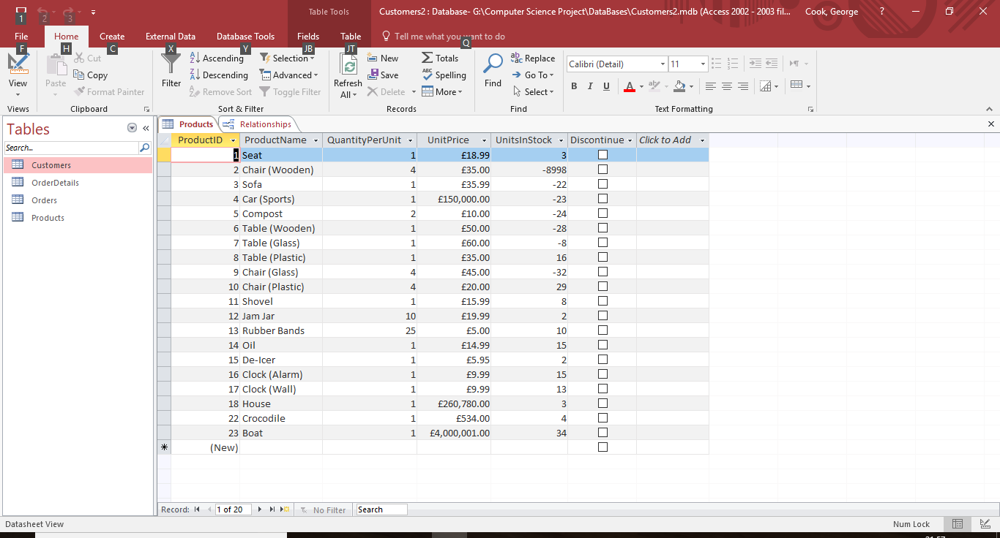 Table Tools Customers2 : Database- G:\Computer Science Project\DataBases\Customers2.mdb (Access 2002 - 2003 fil... Cook, George ?
1 2 3
File Home Create External Data Database Tools Fields Table Tell me what you want to do
F H C X Y JB JT Q
View
Paste
Cut
Copy
Format Painter
Filter
Ascending
Descending
Remove Sort
Selection
Advanced
Toggle Filter
Refresh
All
New
Save
Delete
Totals
Spelling
More
Find
Replace
Go To
Select
Calibri (Detail) 11
B I U A
Views Clipboard Sort & Filter Records Find Text Formatting
Tables
Search...
Customers
OrderDetails
Orders
Products
Products Relationships
ProductID ProductName QuantityPerUnit UnitPrice UnitsInStock Discontinue Click to Add
1 Seat 1 £18.99 3
2 Chair (Wooden) 4 £35.00 -8998
3 Sofa 1 £35.99 -22
4 Car (Sports) 1 £150,000.00 -23
5 Compost 2 £10.00 -24
6 Table (Wooden) 1 £50.00 -28
7 Table (Glass) 1 £60.00 -8
8 Table (Plastic) 1 £35.00 16
9 Chair (Glass) 4 £45.00 -32
10 Chair (Plastic) 4 £20.00 29
11 Shovel 1 £15.99 8
12 Jam Jar 10 £19.99 2
13 Rubber Bands 25 £5.00 10
14 Oil 1 £14.99 15
15 De-Icer 1 £5.95 2
16 Clock (Alarm) 1 £9.99 15
17 Clock (Wall) 1 £9.99 13
18 House 1 £260,780.00 3
22 Crocodile 1 £534.00 4
23 Boat 1 £4,000,001.00 34
(New)
Record: 1 of 20 No Filter Search
Datasheet View Num Lock